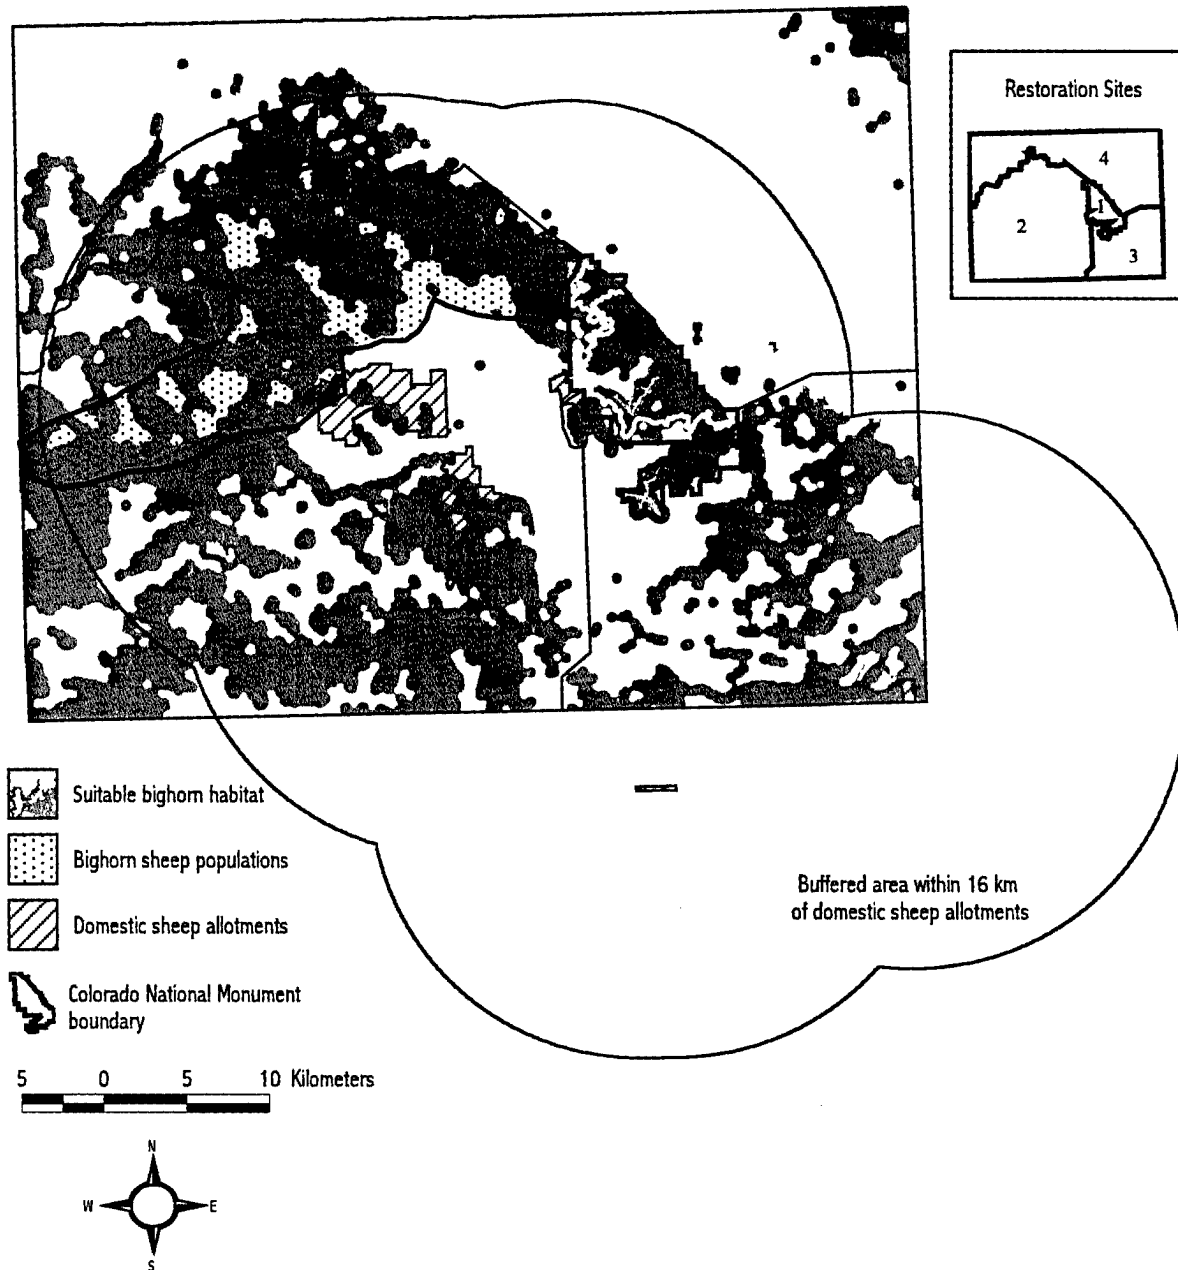 Restoration Sites
4
1
2
3
Suitable bighorn habitat
Bighorn sheep populations
Domestic sheep allotments
Colorado National Monument
boundary
Buffered area within 16 km
of domestic sheep allotments
5 0 5 10 Kilometers
N
W E
S